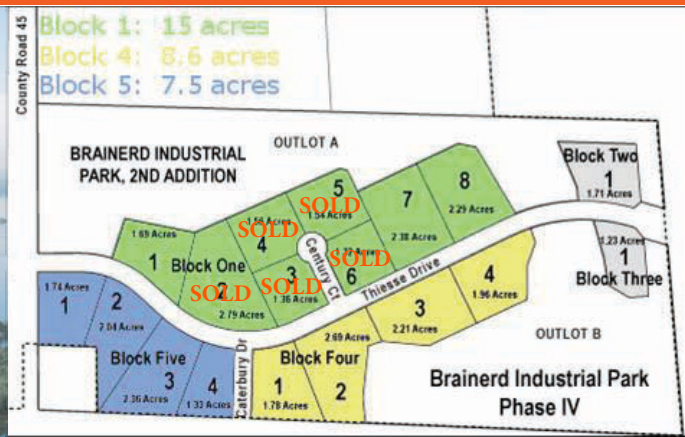 County Road 45
Block 1: 15 acres
Block 4: 8.6 acres
Block 5: 7.5 acres
OUTLOT A
BRAINERD INDUSTRIAL
PARK, 2ND ADDITION
Block Two
1
1.71 Acres
5
SOLD
1.54 Acres
7
2.38 Acres
8
2.29 Acres
1.69 Acres
1
Block One
SOLD
4
2
SOLD
2.79 Acres
3
SOLD
1.36 Acres
Century Ct
SOLD
6
Thiesse Drive
1.23 Acres
1
Block Three
1.74 Acres
1
2
2.04 Acres
Block Five
3
2.36 Acres
4
1.33 Acres
Caterbury Dr
2.69 Acres
Block Four
1
1.78 Acres
2
3
2.21 Acres
4
1.96 Acres
OUTLOT B
Brainerd Industrial Park
Phase IV